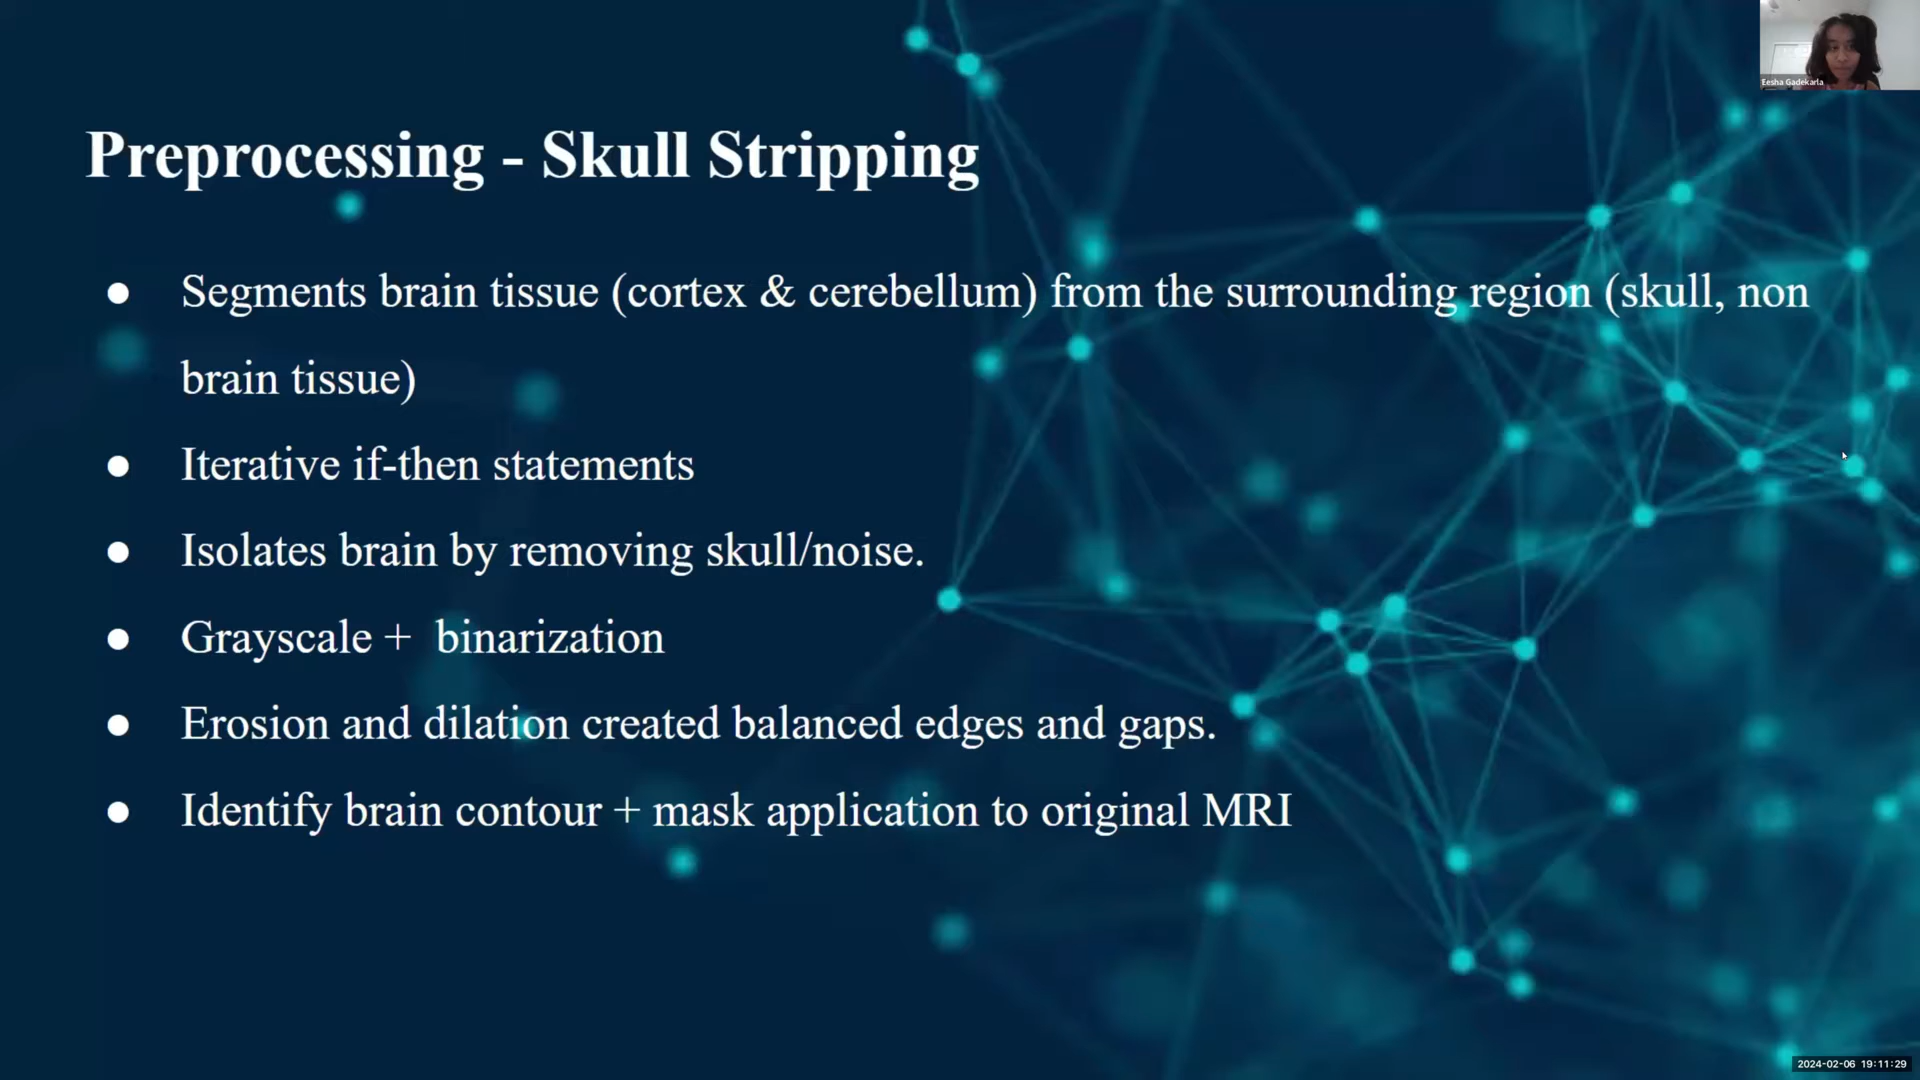 Eesha Gadekarla
Preprocessing - Skull Stripping
● Segments brain tissue (cortex & cerebellum) from the surrounding region (skull, non
brain tissue)
● Iterative if-then statements
● Isolates brain by removing skull/noise.
● Grayscale + binarization
● Erosion and dilation created balanced edges and gaps.
● Identify brain contour + mask application to original MRI
2024-02-06 19:11:29